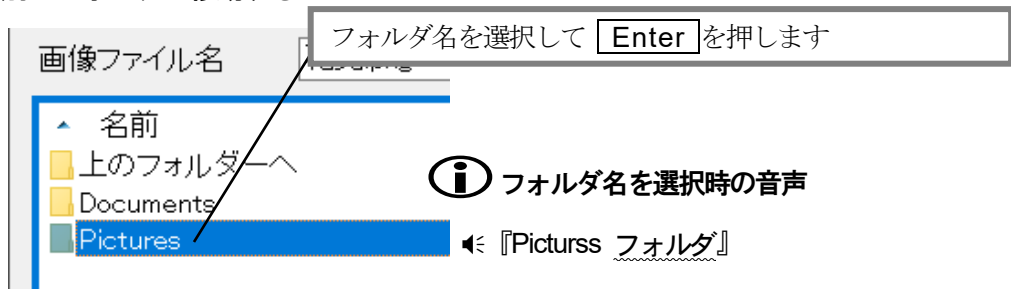 フォルダ名を選択して Enter を押します
画像ファイル名
名前
上のフォルダーへ
Documents
Pictures
フォルダ名を選択時の音声
『Picturss フォルダ』